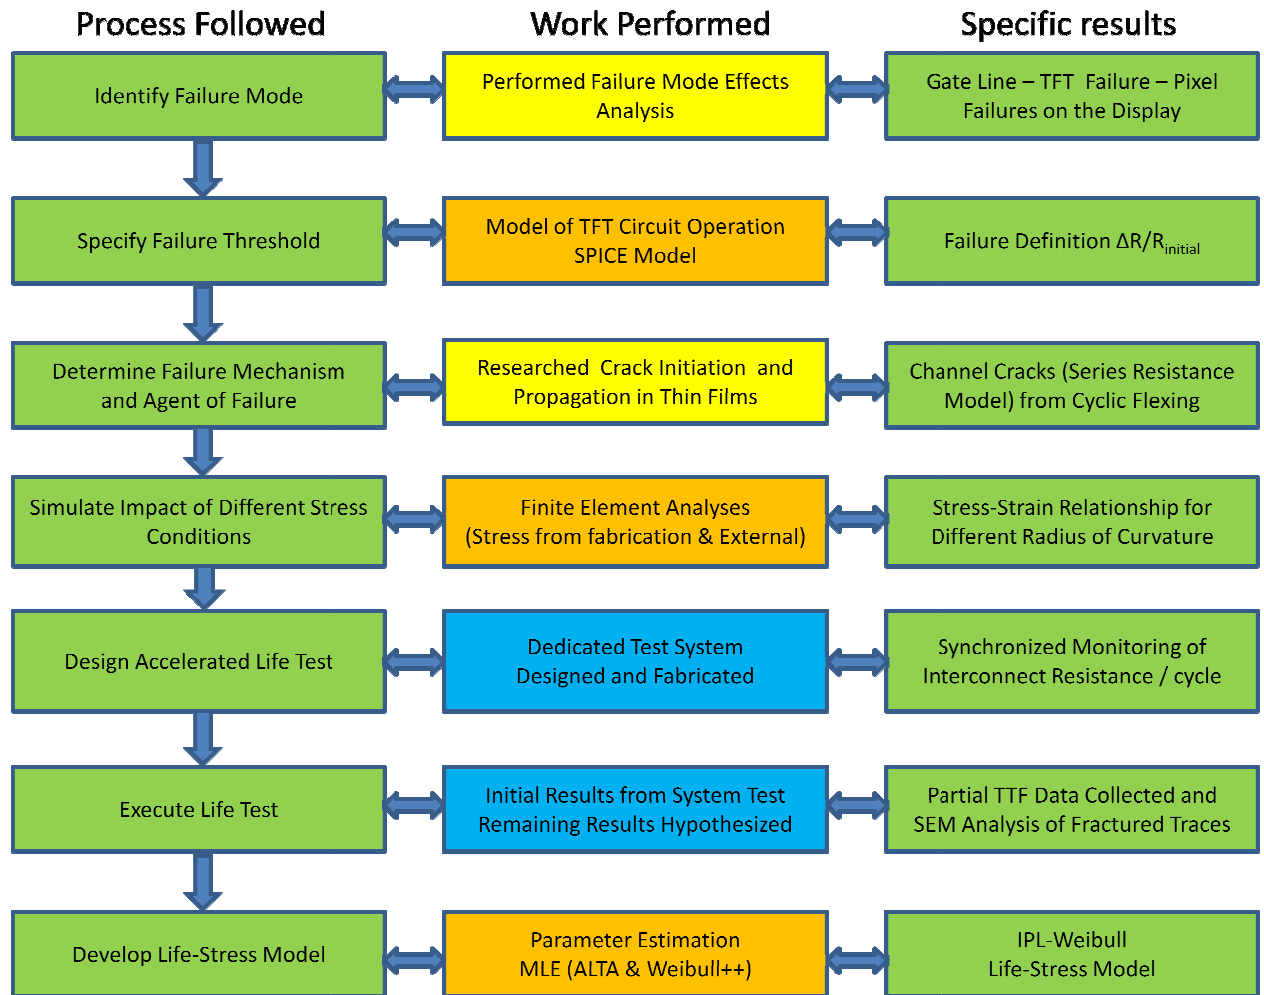 Process Followed
Work Performed
Specific results
Identify Failure Mode
Performed Failure Mode Effects
Analysis
Gate Line – TFT Failure – Pixel
Failures on the Display
Specify Failure Threshold
Model of TFT Circuit Operation
SPICE Model
Failure Definition ΔR/Rinitial
Determine Failure Mechanism
and Agent of Failure
Researched Crack Initiation and
Propagation in Thin Films
Channel Cracks (Series Resistance
Model) from Cyclic Flexing
Simulate Impact of Different Stress
Conditions
Finite Element Analyses
(Stress from fabrication & External)
Stress-Strain Relationship for
Different Radius of Curvature
Design Accelerated Life Test
Dedicated Test System
Designed and Fabricated
Synchronized Monitoring of
Interconnect Resistance / cycle
Execute Life Test
Initial Results from System Test
Remaining Results Hypothesized
Partial TTF Data Collected and
SEM Analysis of Fractured Traces
Develop Life-Stress Model
Parameter Estimation
MLE (ALTA & Weibull++)
IPL-Weibull
Life-Stress Model